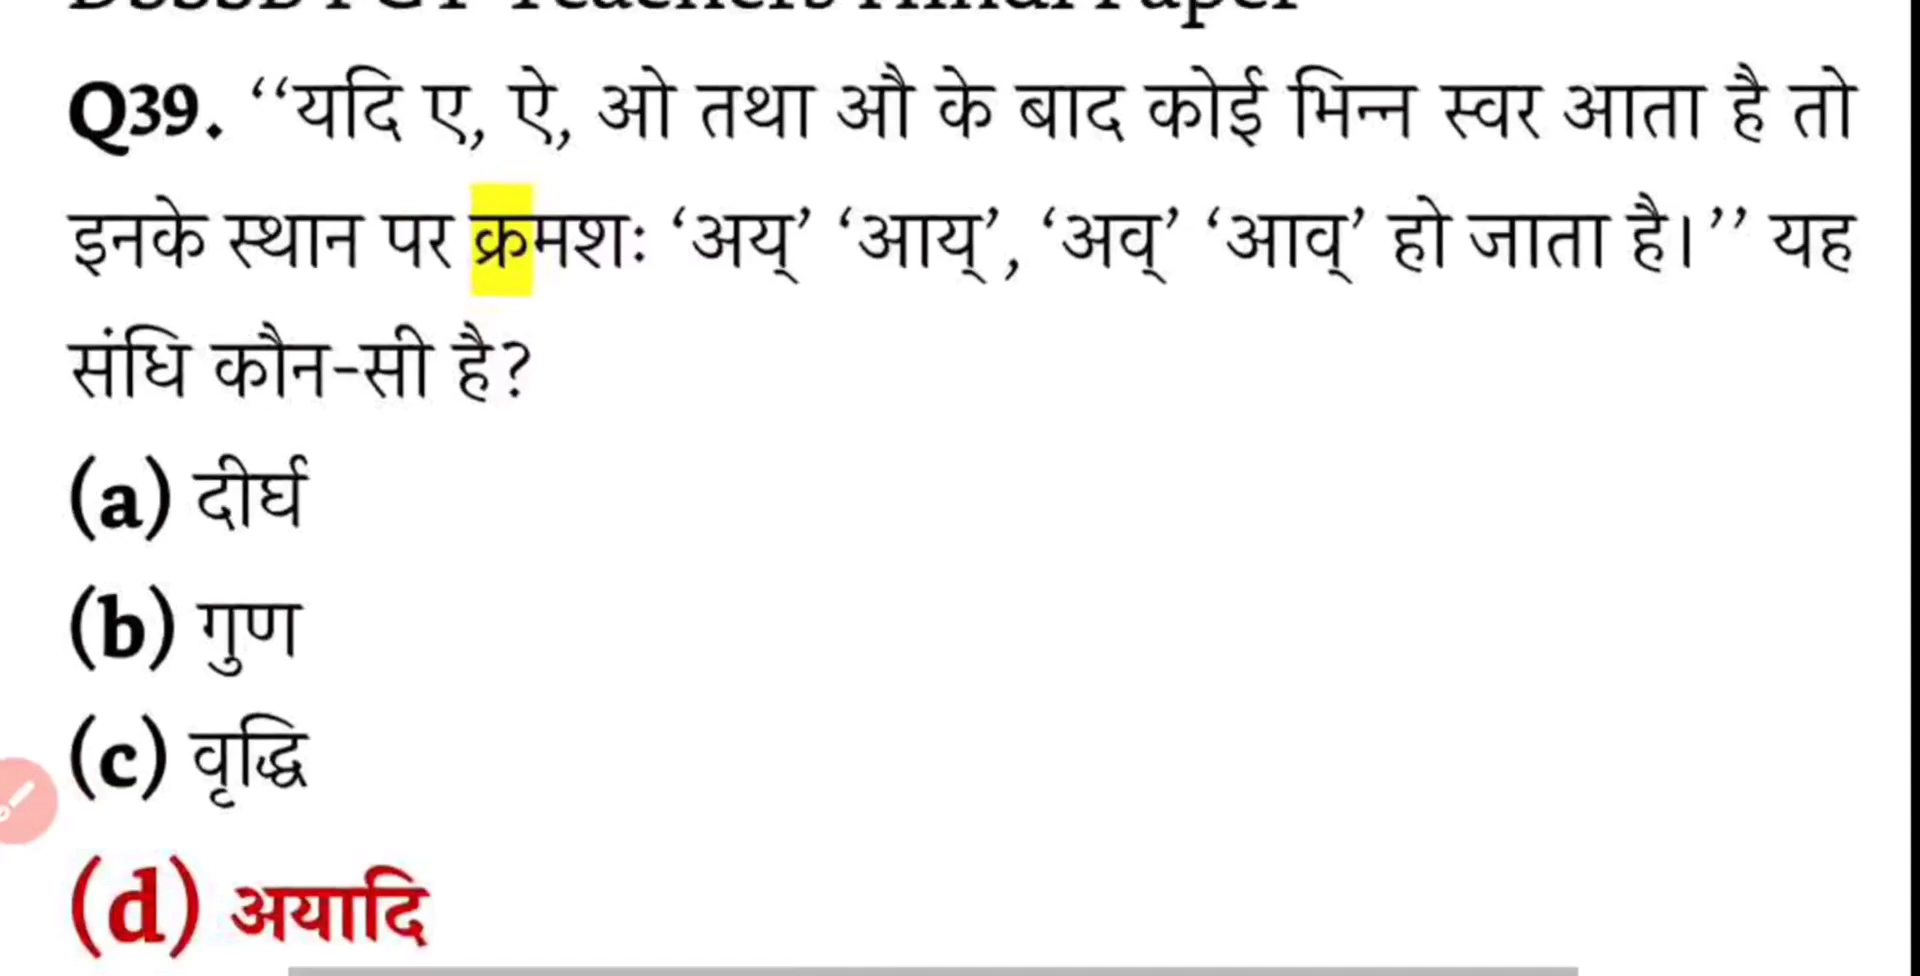 Q39. ‘‘यदि ए, ऐ, ओ तथा औ के बाद कोई भिन्न स्वर आता है तो
इनके स्थान पर क्रमशः ‘अय्’ ‘आय्’, ‘अव्’ ‘आव्’ हो जाता है।’’ यह
संधि कौन-सी है?
(a) दीर्घ
(b) गुण
(c) वृद्धि
(d) अयादि